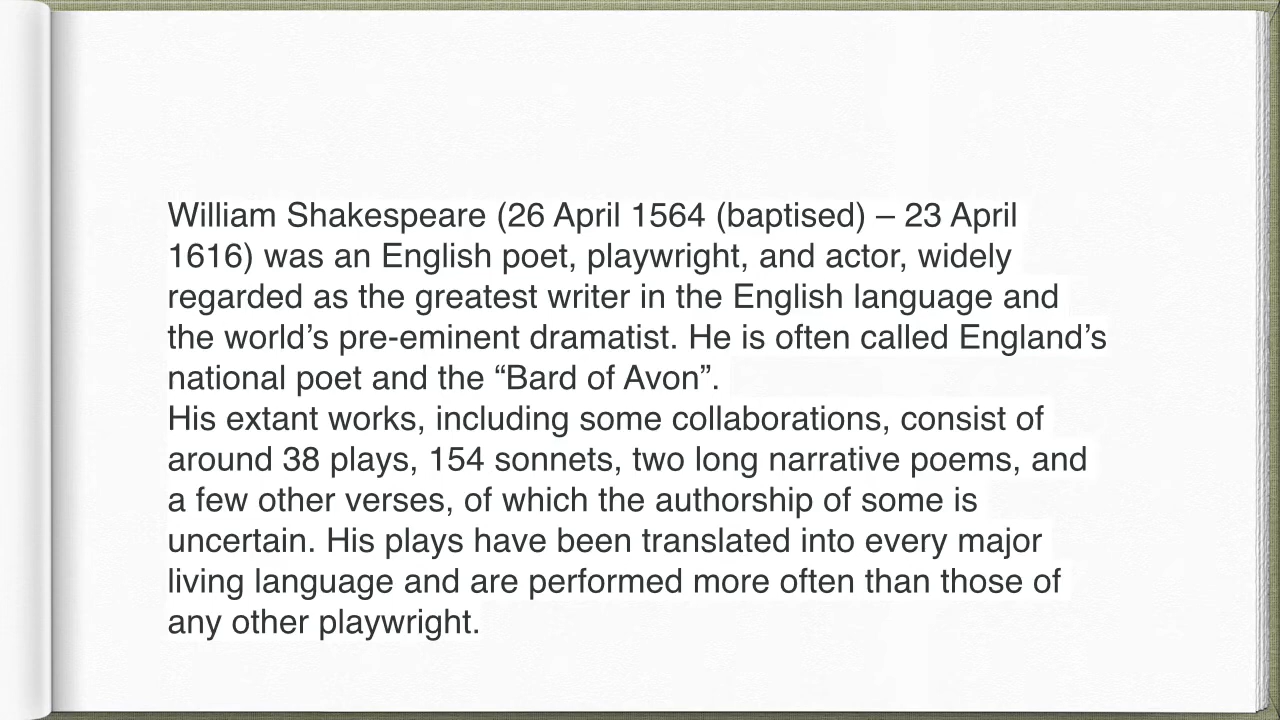 William Shakespeare (26 April 1564 (baptised) – 23 April
1616) was an English poet, playwright, and actor, widely
regarded as the greatest writer in the English language and
the world’s pre-eminent dramatist. He is often called England’s
national poet and the “Bard of Avon”.
His extant works, including some collaborations, consist of
around 38 plays, 154 sonnets, two long narrative poems, and
a few other verses, of which the authorship of some is
uncertain. His plays have been translated into every major
living language and are performed more often than those of
any other playwright.